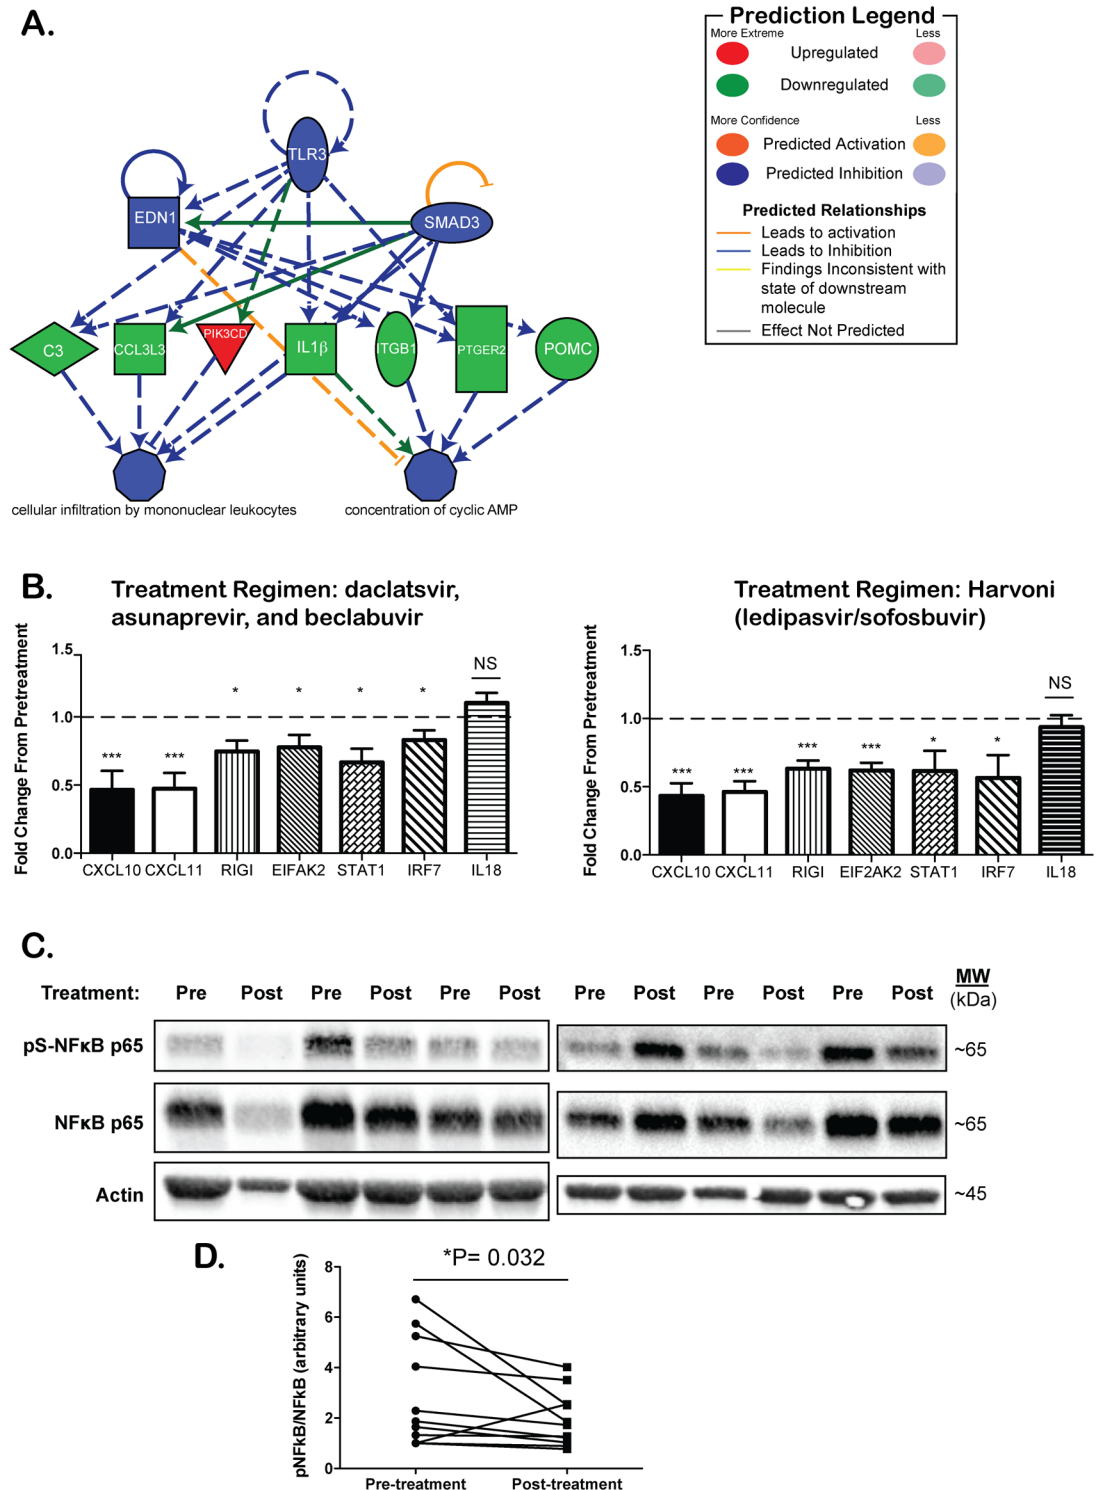 A.
Prediction Legend
More Extreme Less
Upregulated
Downregulated
More Confidence Less
Predicted Activation
Predicted Inhibition
Predicted Relationships
Leads to activation
Leads to Inhibition
Findings Inconsistent with
state of downstream
molecule
Effect Not Predicted
TLR3
EDN1
SMAD3
C3
CCL3L3
PIK3CD
IL1β
ITGB1
PTGER2
POMC
cellular infiltration by mononuclear leukocytes
concentration of cyclic AMP
B.
Treatment Regimen: daclatsvir,
asunaprevir, and beclabuvir
Fold Change From Pretreatment
1.5
1.0
0.5
0.0
*** *** * * * * NS
CXCL10 CXCL11 RIGI EIFAK2 STAT1 IRF7 IL18
Treatment Regimen: Harvoni
(ledipasvir/sofosbuvir)
Fold Change From Pretreatment
1.5
1.0
0.5
0.0
*** *** *** *** * * NS
CXCL10 CXCL11 RIGI EIF2AK2 STAT1 IRF7 IL18
C.
Treatment: Pre Post Pre Post Pre Post Pre Post Pre Post Pre Post
MW
(kDa)
pS-NFκB p65 ~65
NFκB p65 ~65
Actin ~45
D.
*P= 0.032
pNFkB/NFkB (arbitrary units)
8
6
4
2
0
Pre-treatment Post-treatment